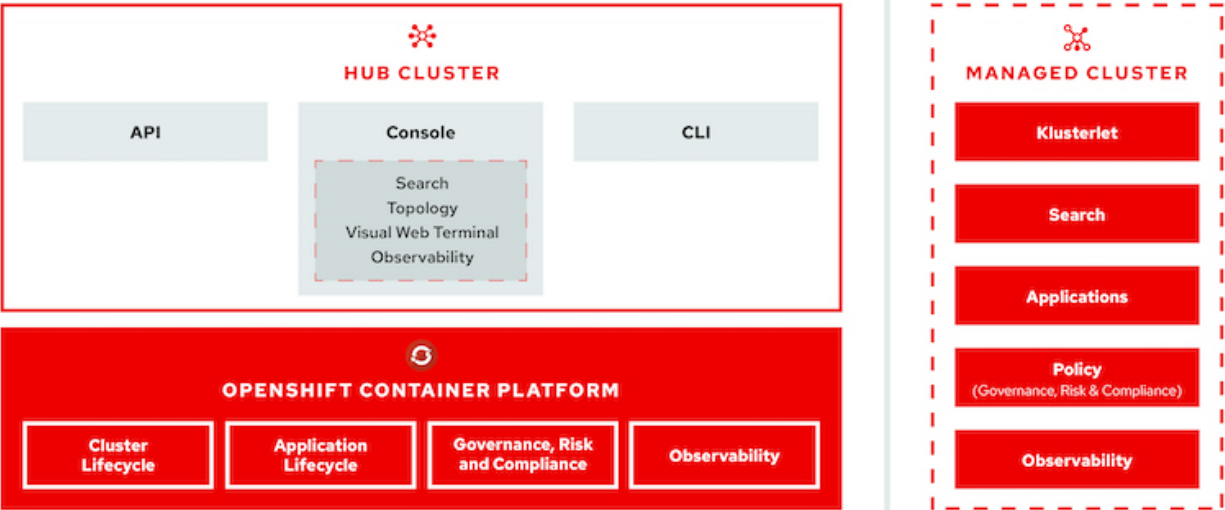 HUB CLUSTER
API
Console
CLI
Search
Topology
Visual Web Terminal
Observability
OPENSHIFT CONTAINER PLATFORM
Cluster
Lifecycle
Application
Lifecycle
Governance, Risk
and Compliance
Observability
MANAGED CLUSTER
Klusterlet
Search
Applications
Policy
(Governance, Risk & Compliance)
Observability